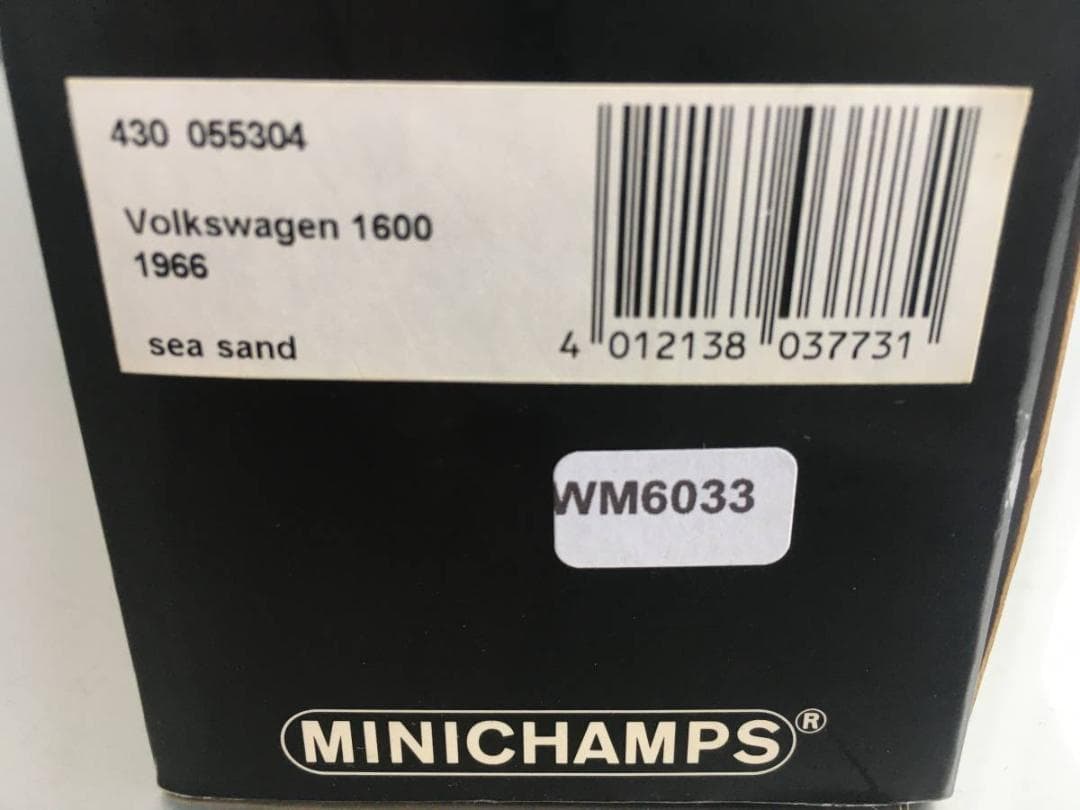 430 055304
Volkswagen 1600
1966
sea sand
4 012138 037731
WM6033
MINICHAMPS®